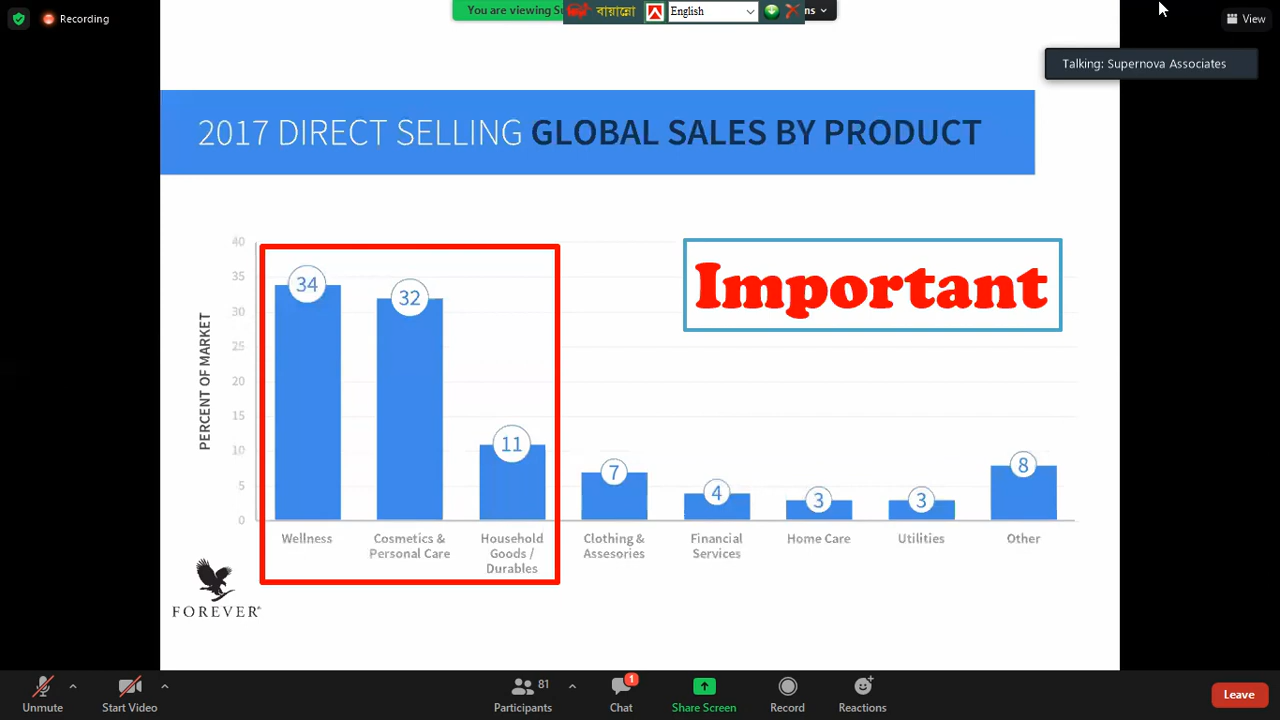 Recording
You are viewing
বায়ান্নো
English
View
Talking: Supernova Associates
2017 DIRECT SELLING GLOBAL SALES BY PRODUCT
Important
PERCENT OF MARKET
40
35
30
25
20
15
10
5
0
34
32
11
7
4
3
3
8
Wellness
Cosmetics &
Personal Care
Household
Goods /
Durables
Clothing &
Assesories
Financial
Services
Home Care
Utilities
Other
FOREVER®
Unmute
Start Video
81
Participants
1
Chat
Share Screen
Record
Reactions
Leave